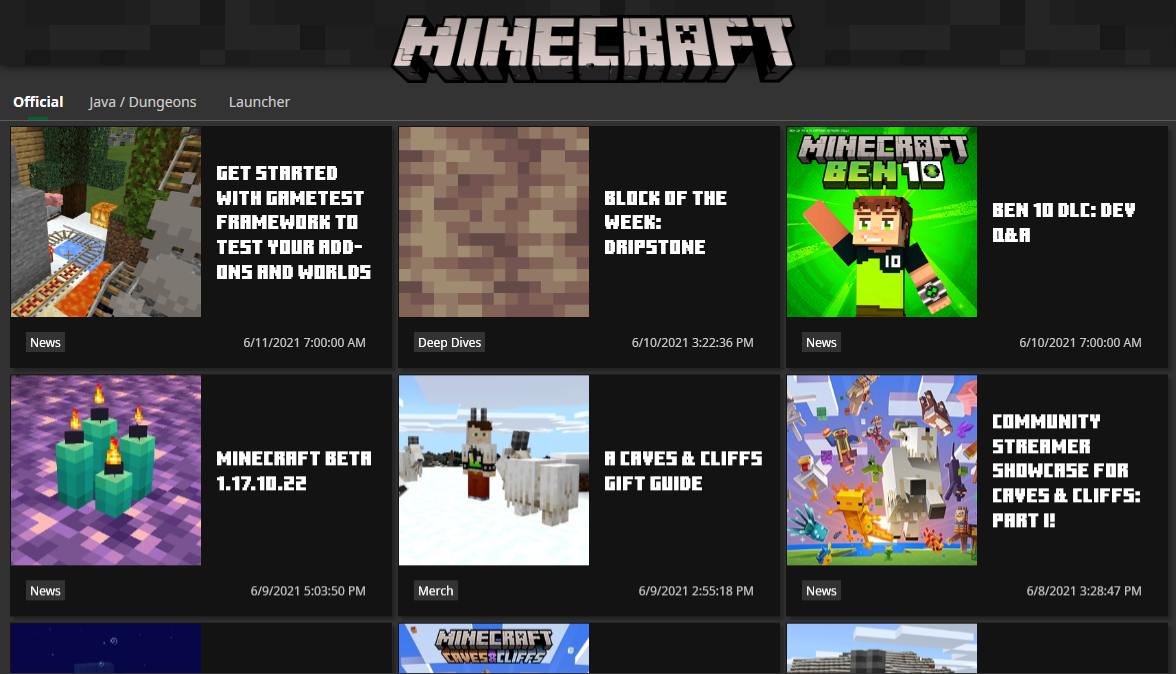 MINECRAFT
Official
Java / Dungeons
Launcher
GET STARTED
WITH GAMETEST
FRAMEWORK TO
TEST YOUR ADD-
ONS AND WORLDS
News
6/11/2021 7:00:00 AM
BLOCK OF THE
WEEK:
DRIPSTONE
Deep Dives
6/10/2021 3:22:36 PM
MINECRAFT
BEN 10
10
BEN 10 DLC: DEV
Q&A
News
6/10/2021 7:00:00 AM
MINECRAFT BETA
1.17.10.22
News
6/9/2021 5:03:50 PM
A CAVES & CLIFFS
GIFT GUIDE
Merch
6/9/2021 2:55:18 PM
COMMUNITY
STREAMER
SHOWCASE FOR
CAVES & CLIFFS:
PART 1!
News
6/8/2021 3:28:47 PM
MINECRAFT
CAVES & CLIFFS